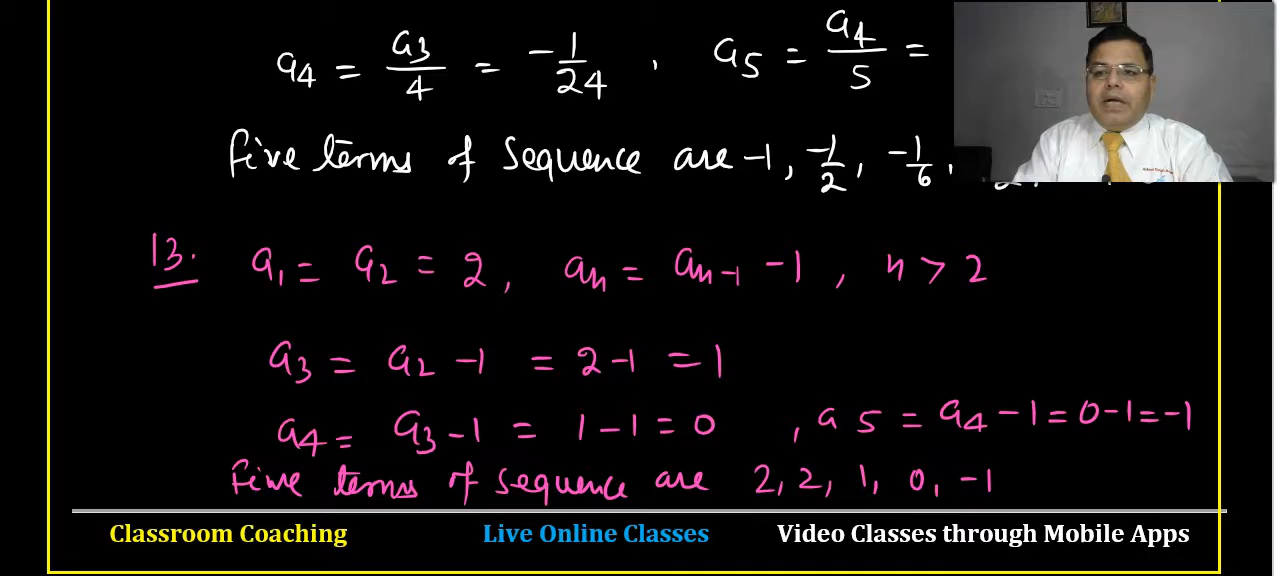 a4 = a3/4 = -1/24 , a5 = a4/5 =
five terms of sequence are -1, -1/2, -1/6,
13. a1 = a2 = 2, an = an-1 -1, n > 2
a3 = a2 -1 = 2-1 = 1
a4 = a3-1 = 1-1=0 , a5 = a4-1=0-1=-1
five terms of sequence are 2, 2, 1, 0, -1
Classroom Coaching Live Online Classes Video Classes through Mobile Apps